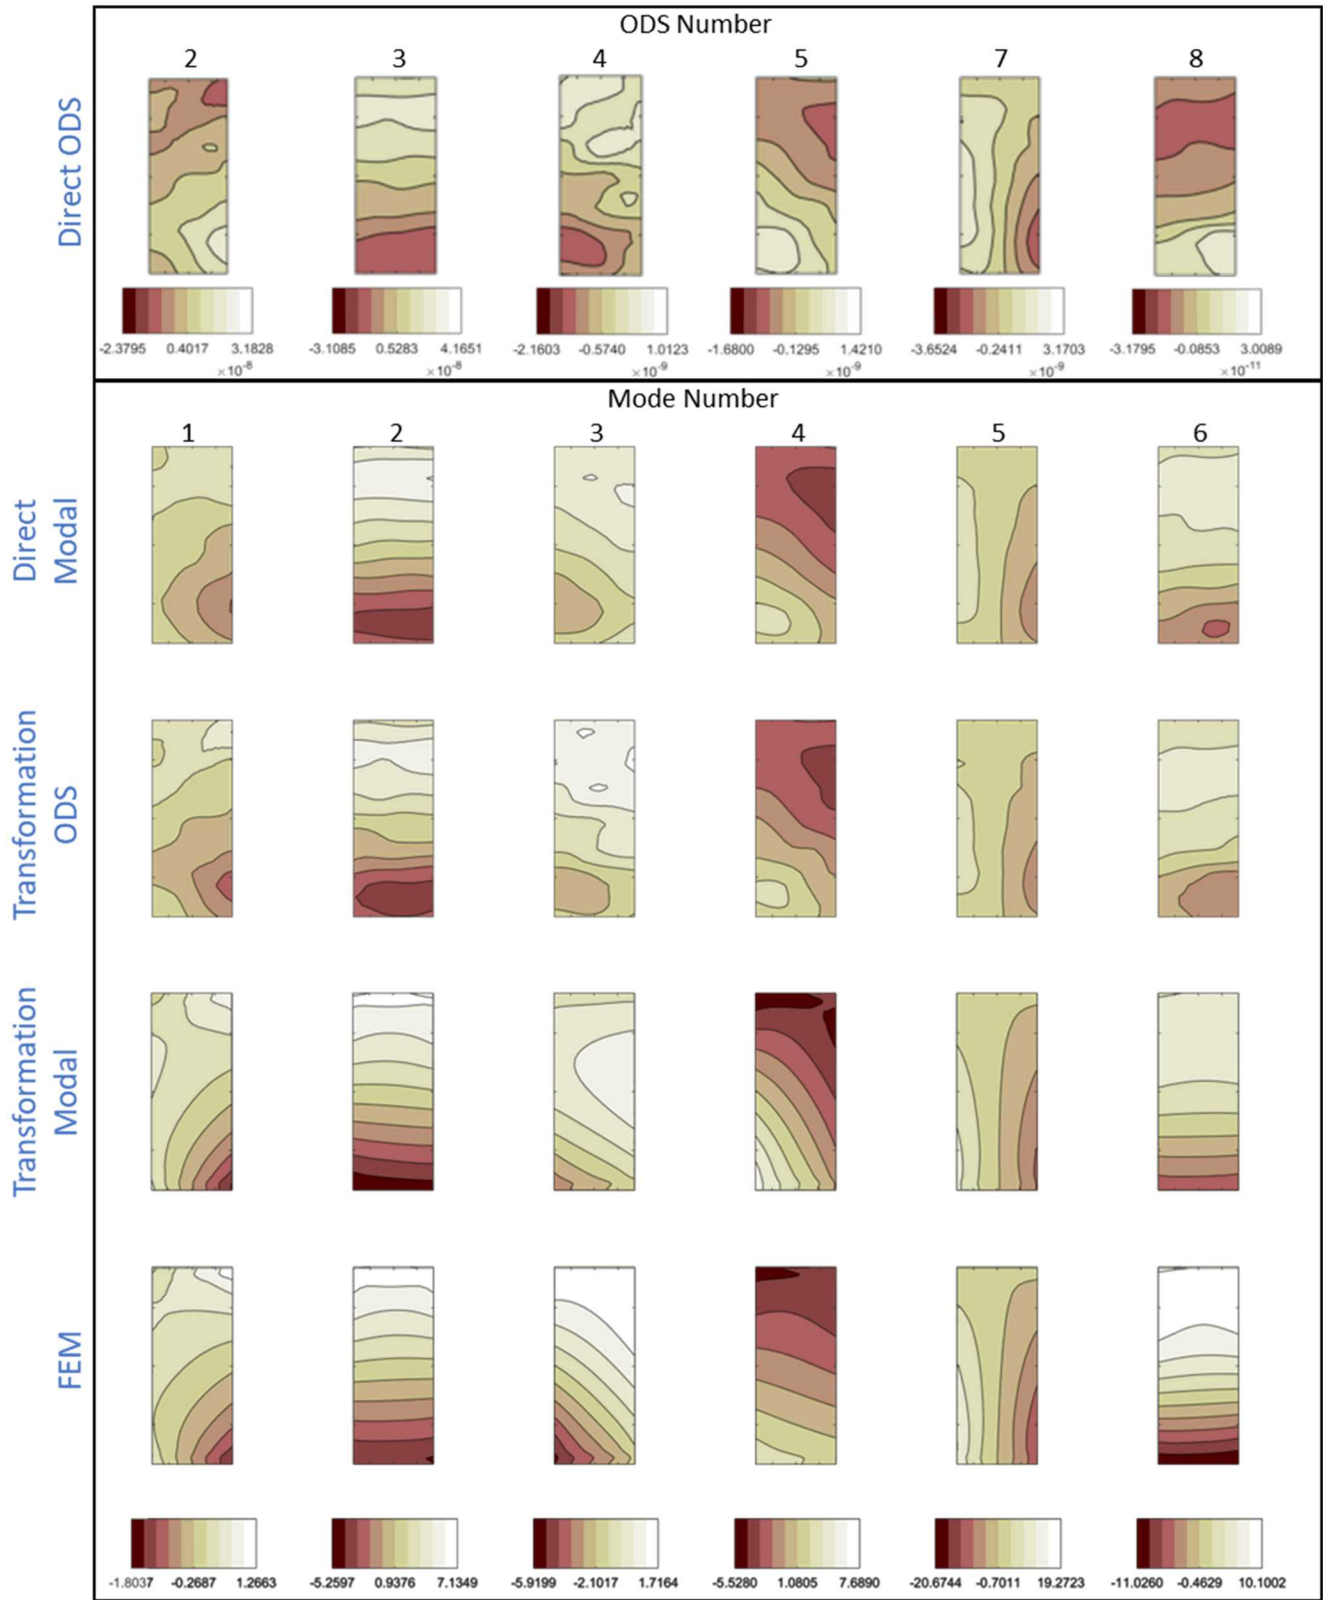 ODS Number
2 3 4 5 7 8
Direct ODS
-2.3795 0.4017 3.1828 -3.1085 0.5283 4.1651 -2.1603 -0.5740 1.0123 -1.6800 -0.1295 1.4210 -3.6524 -0.2411 3.1703 -3.1795 -0.0853 3.0089
×10-8 ×10-8 ×10-9 ×10-9 ×10-9 ×10-11
Mode Number
1 2 3 4 5 6
Direct
Modal
Transformation
ODS
Transformation
Modal
FEM
-1.8037 -0.2687 1.2663 -5.2597 0.9376 7.1349 -5.9199 -2.1017 1.7164 -5.5280 1.0805 7.6890 -20.6744 -0.7011 19.2723 -11.0260 -0.4629 10.1002